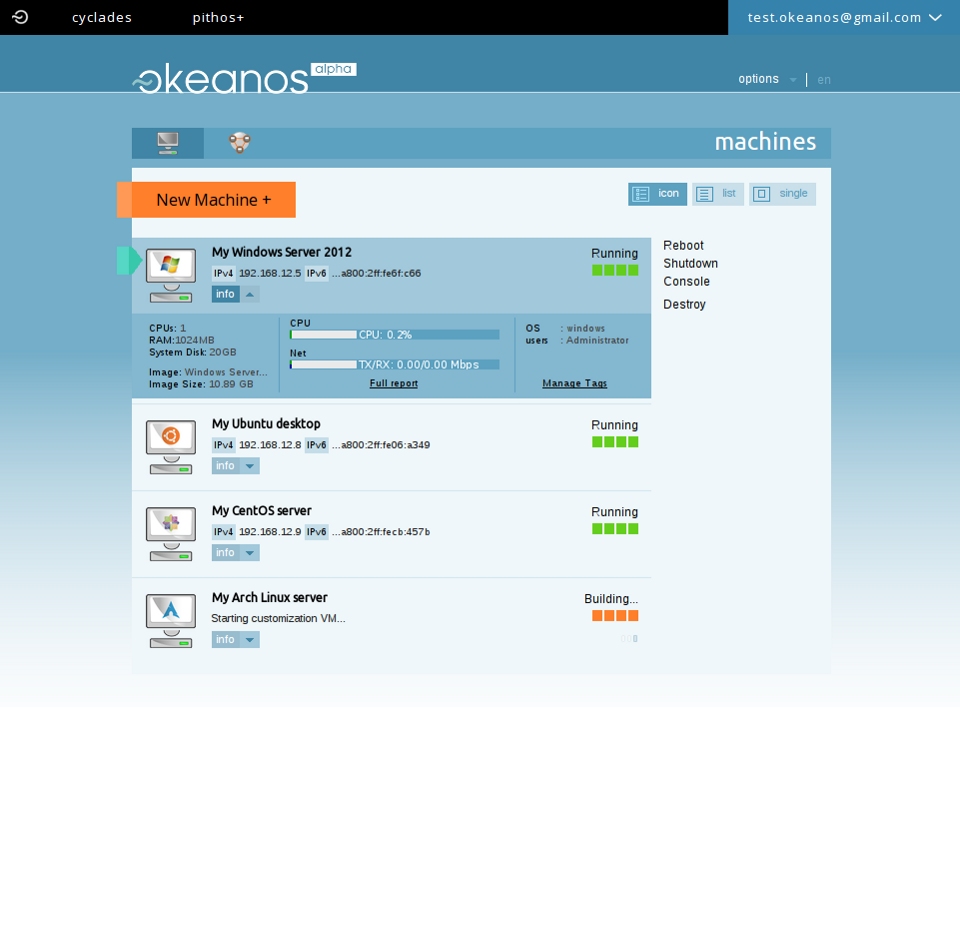 cyclades pithos+ test.okeanos@gmail.com
okeanos alpha
options en
machines
New Machine + icon list single
My Windows Server 2012 Running
IPv4 192.168.12.5 IPv6 ...a800:2ff:fe6f:c66
info
Reboot
Shutdown
Console
Destroy
CPUs: 1
RAM:1024MB
System Disk: 20GB
Image: Windows Server...
Image Size: 10.89 GB
CPU
CPU: 0.2%
Net
TX/RX: 0.00/0.00 Mbps
Full report
OS : windows
users : Administrator
Manage Tags
My Ubuntu desktop Running
IPv4 192.168.12.8 IPv6 ...a800:2ff:fe06:a349
info
My CentOS server Running
IPv4 192.168.12.9 IPv6 ...a800:2ff:fecb:457b
info
My Arch Linux server Building...
Starting customization VM...
info